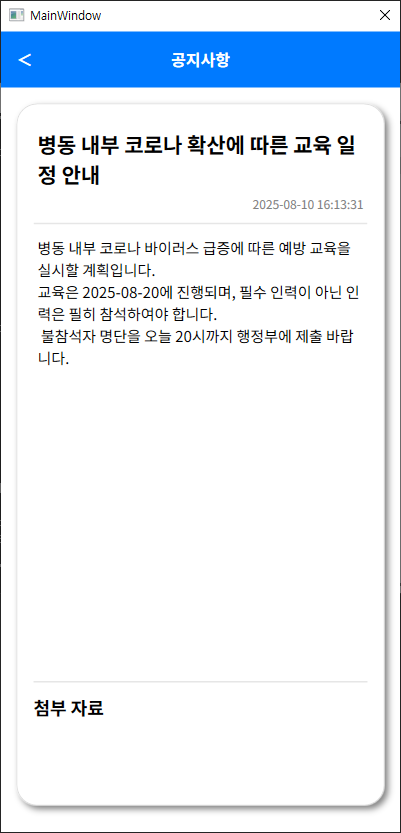 MainWindow
<
공지사항
병동 내부 코로나 확산에 따른 교육 일
정 안내
2025-08-10 16:13:31
병동 내부 코로나 바이러스 급증에 따른 예방 교육을
실시할 계획입니다.
교육은 2025-08-20에 진행되며, 필수 인력이 아닌 인
력은 필히 참석하여야 합니다.
불참석자 명단을 오늘 20시까지 행정부에 제출 바랍
니다.
첨부 자료